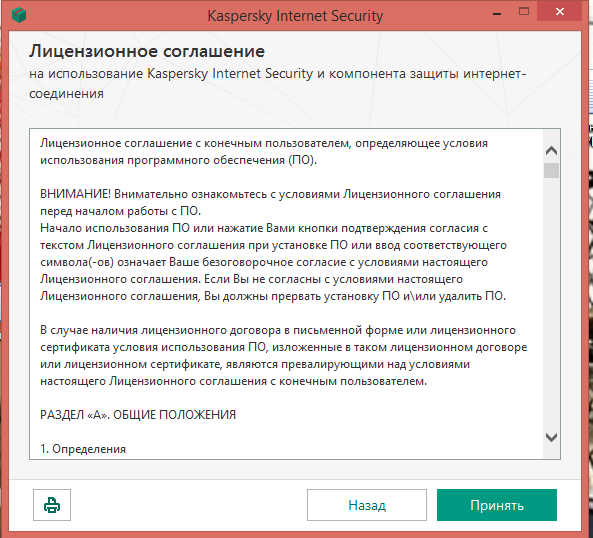 Kaspersky Internet Security
Лицензионное соглашение
на использование Kaspersky Internet Security и компонента защиты интернет-
соединения
Лицензионное соглашение с конечным пользователем, определяющее условия
использования программного обеспечения (ПО).
ВНИМАНИЕ! Внимательно ознакомьтесь с условиями Лицензионного соглашения
перед началом работы с ПО.
Начало использования ПО или нажатие Вами кнопки подтверждения согласия с
текстом Лицензионного соглашения при установке ПО или ввод соответствующего
символа(-ов) означает Ваше безоговорочное согласие с условиями настоящего
Лицензионного соглашения. Если Вы не согласны с условиями настоящего
Лицензионного соглашения, Вы должны прервать установку ПО и\или удалить ПО.
В случае наличия лицензионного договора в письменной форме или лицензионного
сертификата условия использования ПО, изложенные в таком лицензионном договоре
или лицензионном сертификате, являются превалирующими над условиями
настоящего Лицензионного соглашения с конечным пользователем.
РАЗДЕЛ «А». ОБЩИЕ ПОЛОЖЕНИЯ
1. Определения
Назад
Принять